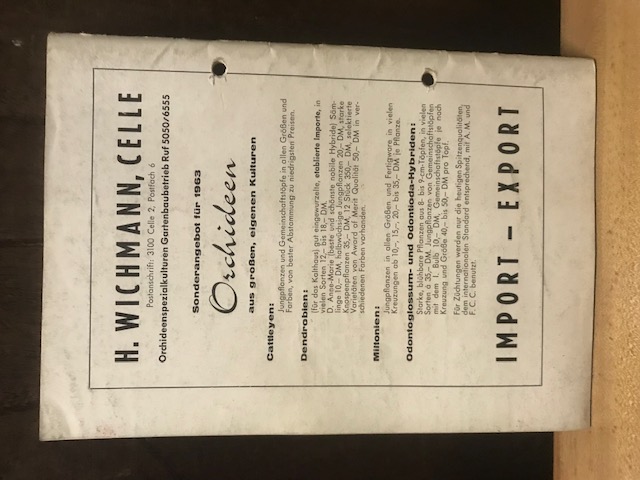 H. WICHMANN, CELLE
Postanschrift: 3100 Celle 2, Postfach 6
Orchideenspezialkulturen Gartenbaubetrieb Ruf 5050/6555
Sonderangebot für 1963
Orchideen
aus großen, eigenen Kulturen
Cattleyen:
Jungpflanzen und Gemeinschaftstöpfe in allen Größen und
Farben, von bester Abstammung zu niedrigsten Preisen.
Dendrobien:
(für das Kalthaus) gut eingewurzelte, etablierte Importe, in
vielen Sorten 12,– bis 18,– DM.
D. Anse-Marie (beste und schönste nobile Hybride) Säm-
linge 10,– DM, halbwüchsige Jungpflanzen 20,– DM, starke
Knospenpflanzen 35,– DM, 12 Stück 350,– DM, selektierte
Varietäten von Award of Merit Qualität 50,– DM in ver-
schiedenen Farben vorhanden.
Miltonien:
Jungpflanzen in allen Größen und Fertigware in vielen
Kreuzungen ab 10,– 15,– 20,– bis 35,– DM je Pflanze.
Odontoglossum- und Odontioda-Hybriden:
Starke, blühbare Pflanzen aus 8- bis 9-cm-Töpfen, in vielen
Sorten à 35,– DM. Jungpflanzen von Gemeinschaftstöpfen
mit dem 1. Bulb 10,– DM, Gemeinschaftstöpfe je nach
Kreuzung und Größe 40,– bis 50,– DM pro Topf.
Für Züchtungen werden nur die heutigen Spitzenqualitäten,
dem internationalen Standard entsprechend, mit A. M. und
F. C. C. benutzt.
IMPORT – EXPORT